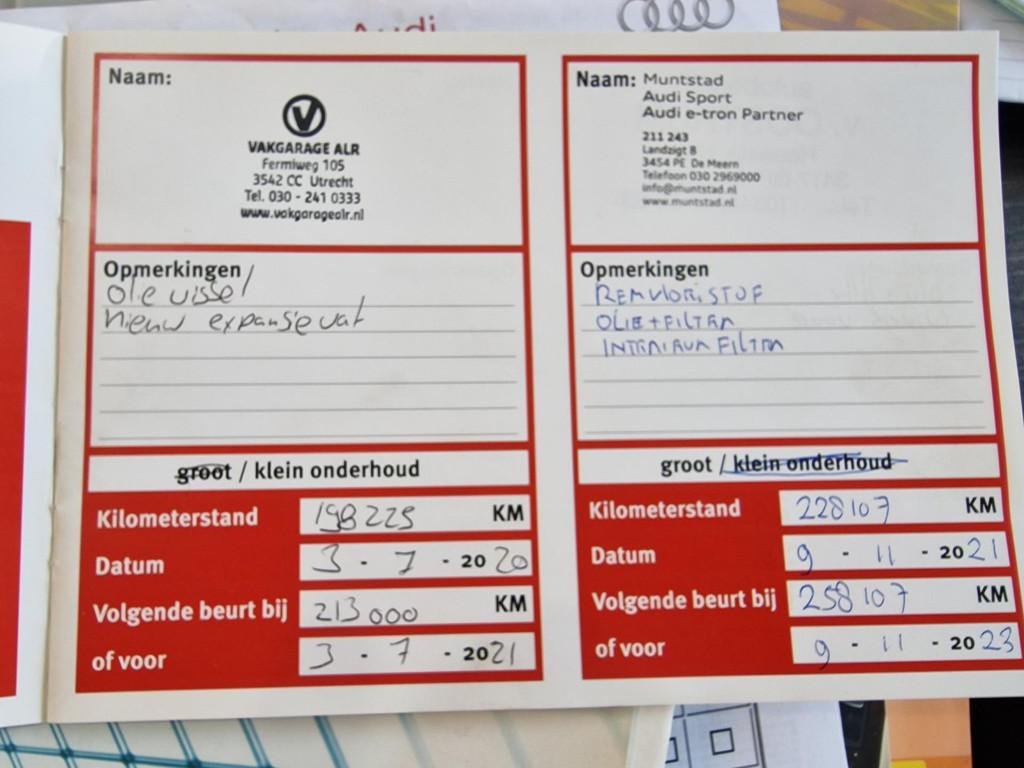 Audi
Naam:
V
VAKGARAGE ALR
Fermiweg 105
3542 CC Utrecht
Tel. 030 - 241 0333
www.vakgaragealr.nl
Opmerkingen
olie wissel
nieuw expansievat
groot / klein onderhoud
Kilometerstand 198225 KM
Datum 3 - 7 - 2020
Volgende beurt bij 213000 KM
of voor 3 - 7 - 2021
Naam: Muntstad
Audi Sport
Audi e-tron Partner
211 243
Landzigt 8
3454 PE De Meern
Telefoon 030 2969000
info@muntstad.nl
www.muntstad.nl
Opmerkingen
REMVLOEISTOF
OLIE + FILTER
INTERIEUR FILTER
groot / klein onderhoud
Kilometerstand 228107 KM
Datum 9 - 11 - 2021
Volgende beurt bij 258107 KM
of voor 9 - 11 - 2023